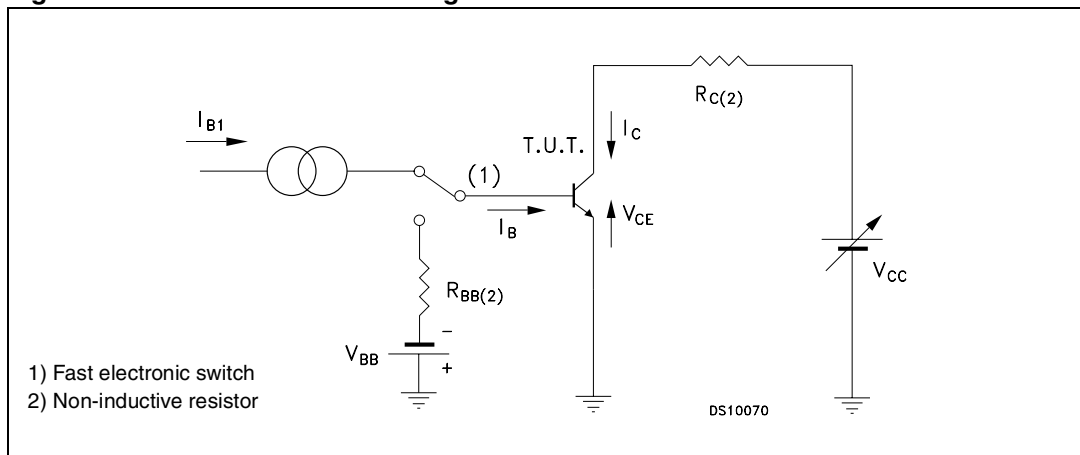 I_B1
R_C(2)
T.U.T.
I_C
(1)
I_B
V_CE
V_CC
R_BB(2)
V_BB
−
+
1) Fast electronic switch
2) Non-inductive resistor
DS10070